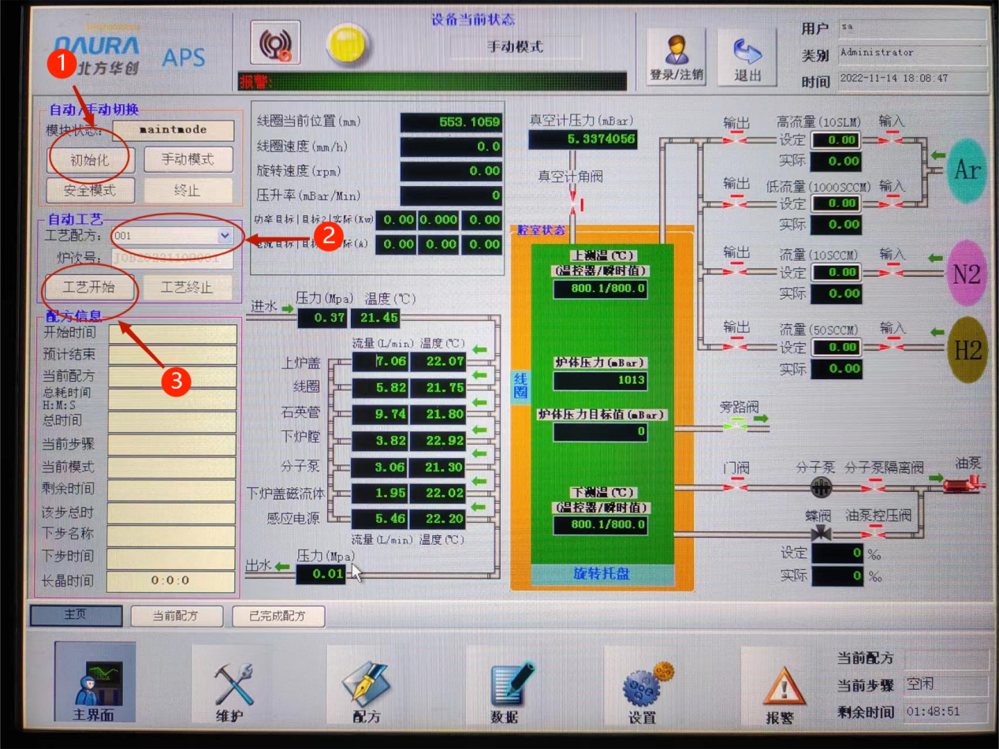 NAURA
北方华创
APS
设备当前状态
手动模式
报警:
登录/注销
退出
用户 sa
类别 Administrator
时间 2022-11-14 18:08:47
1
自动/手动切换
模块状态: maintmode
初始化 手动模式
安全模式 终止
自动工艺
工艺配方: 001
2
炉次号:
工艺开始 工艺终止
配方信息
开始时间
预计结束
当前配方
3
总耗时间
H:M:S
总时间
当前步骤
当前模式
剩余时间
该步总时
下步名称
下步时间
长晶时间 0:0:0
线圈当前位置(mm) 553.1059
线圈速度(mm/h) 0.0
旋转速度(rpm) 0.00
压升率(mBar/Min) 0
功率目标|目标2|实际(Kw) 0.00 0.000 0.00
0.00 0.00 0.00
进水 压力(Mpa) 温度(℃)
0.37 21.45
流量(L/min) 温度(℃)
上炉盖 7.06 22.07
线圈 5.82 21.75
石英管 9.74 21.80
下炉膛 3.82 22.92
分子泵 3.06 21.30
下炉盖磁流体 1.95 22.02
感应电源 5.46 22.20
流量(L/min) 温度(℃)
出水 压力(Mpa)
0.01
真空计压力(mBar)
5.3374056
真空计角阀
腔室状态
上测温(℃)
(温控器/瞬时值)
800.1/800.0
炉体压力(mBar)
1013
炉体压力目标值(mBar)
0
下测温(℃)
(温控器/瞬时值)
800.1/800.0
线圈
旋转托盘
输出 高流量(10SLM) 输入
设定 0.00
实际 0.00
Ar
输出 低流量(1000SCCM) 输入
设定 0.00
实际 0.00
输出 流量(10SCCM) 输入
设定 0.00
实际 0.00
N2
输出 流量(50SCCM) 输入
设定 0.00
实际 0.00
H2
旁路阀
门阀 分子泵 分子泵隔离阀 油泵
蝶阀 油泵控压阀
设定 0 ‰
实际 0 ‰
主页 当前配方 已完成配方
主界面 维护 配方 数据 设置 报警
当前配方
当前步骤 空闲
剩余时间 01:48:51